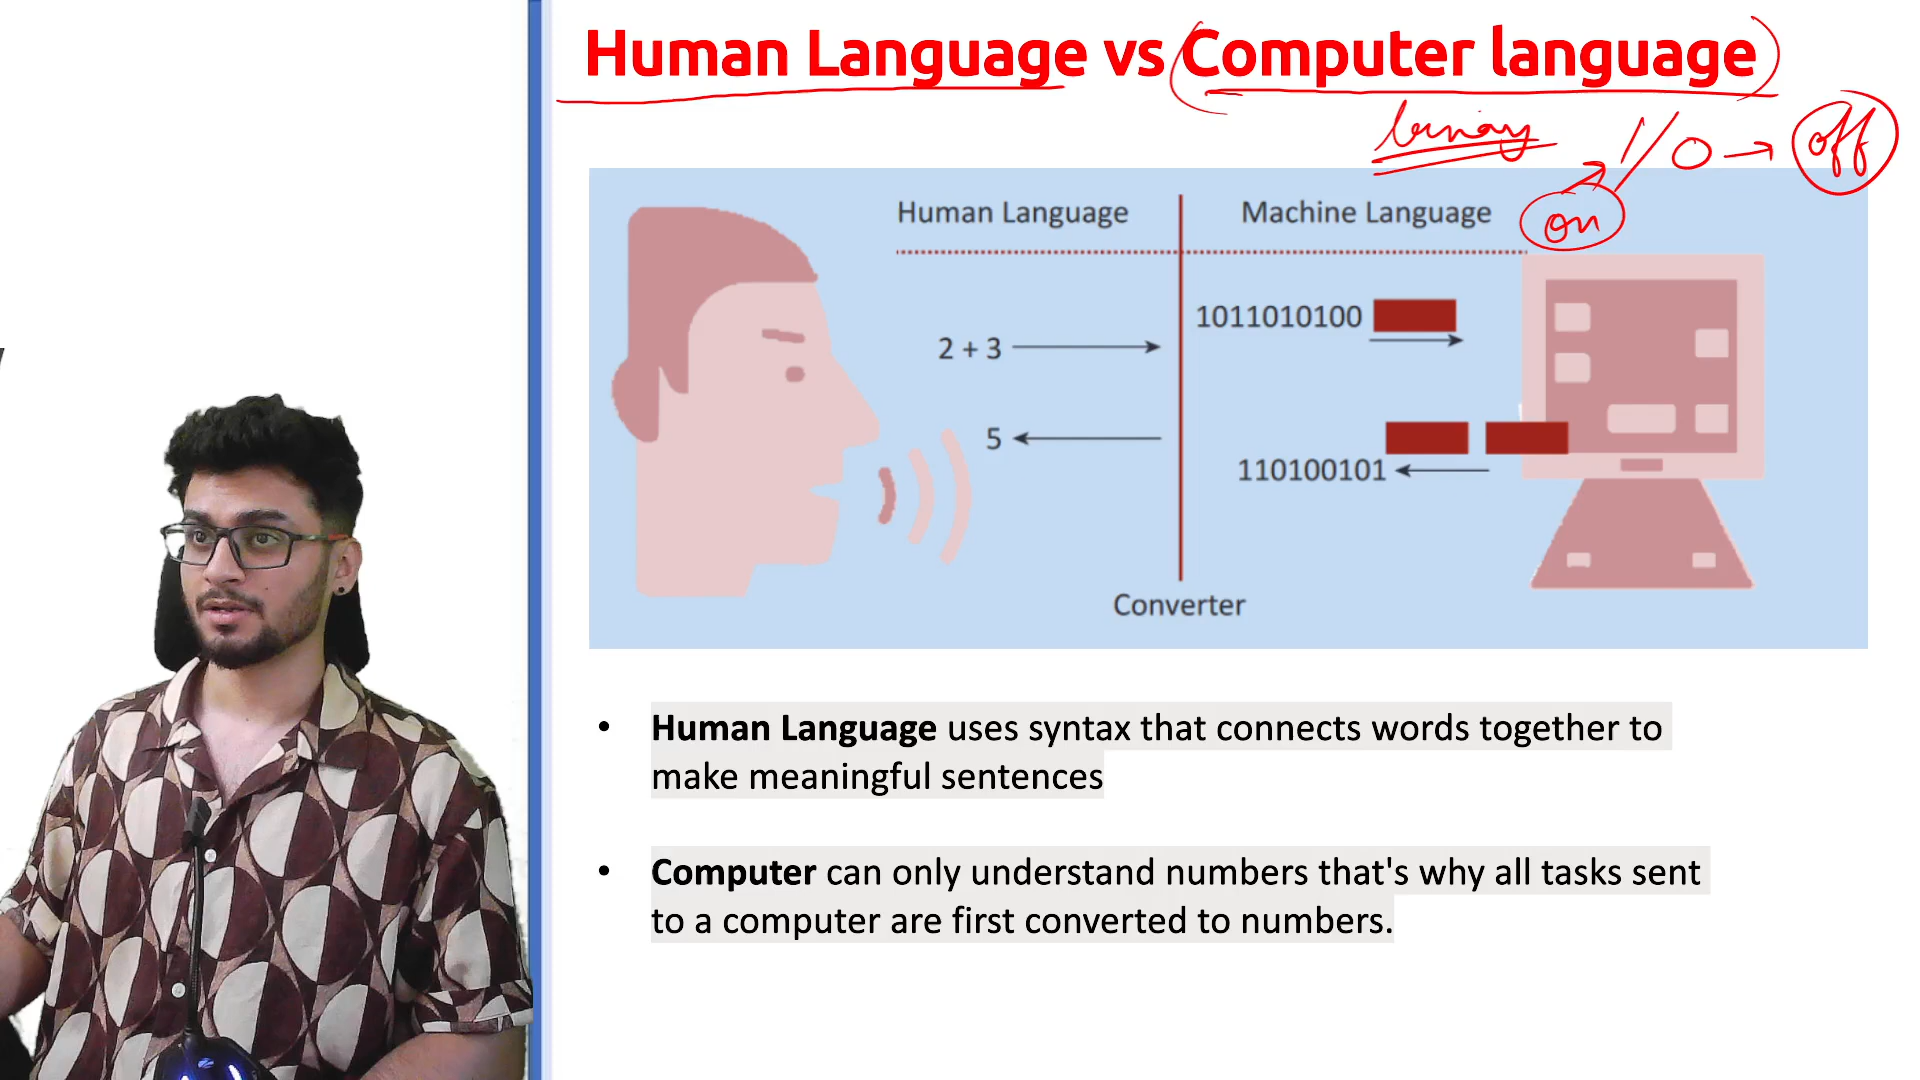 Human Language vs Computer language
binary 1/0 → off
on
Human Language
Machine Language
1011010100
2 + 3
5
110100101
Converter
• Human Language uses syntax that connects words together to
make meaningful sentences
• Computer can only understand numbers that's why all tasks sent
to a computer are first converted to numbers.